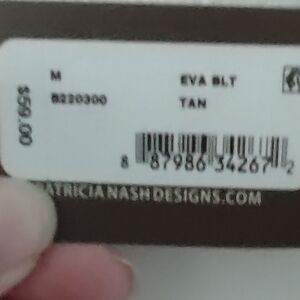 M EVA BLT
B220300 TAN
$59.00
8 87986 34267 2
PATRICIANASHDESIGNS.COM